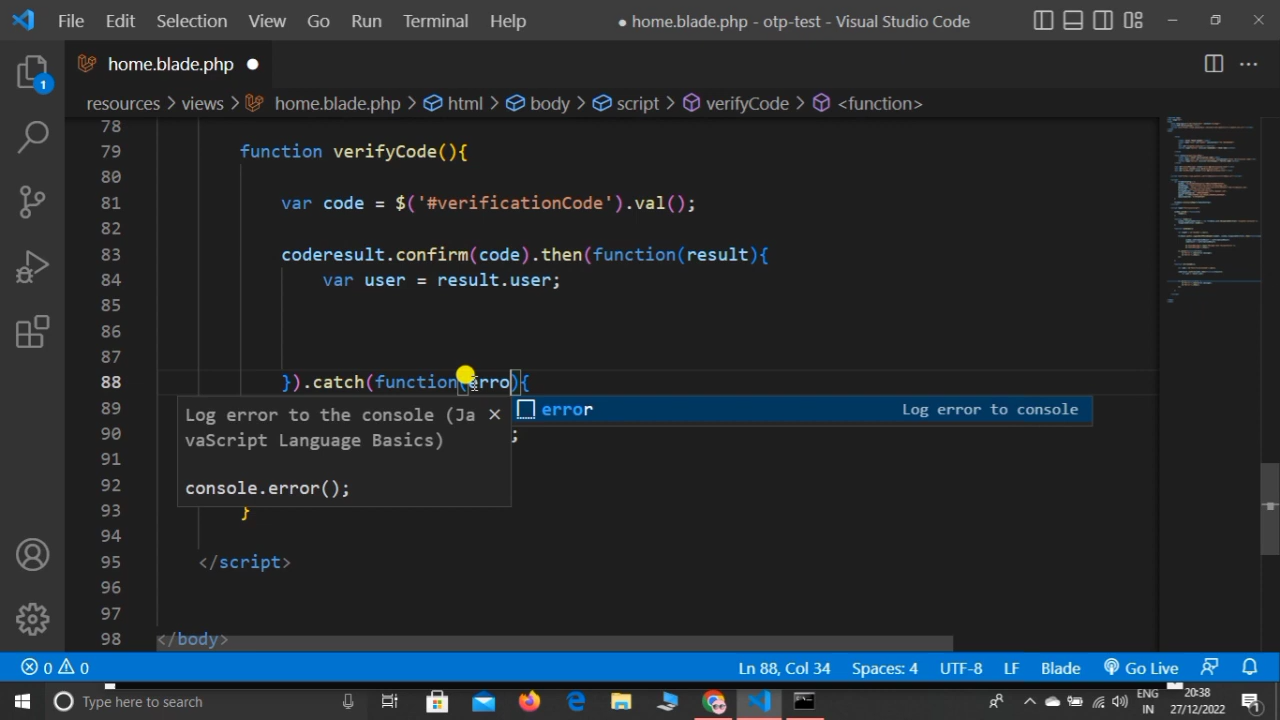 File Edit Selection View Go Run Terminal Help ● home.blade.php - otp-test - Visual Studio Code
home.blade.php ●
1
resources > views > home.blade.php > html > body > script > verifyCode > <function>
78
79 function verifyCode(){
80
81 var code = $('#verificationCode').val();
82
83 coderesult.confirm(code).then(function(result){
84 var user = result.user;
85
86
87
88 }).catch(function(erro){
89 Log error to the console (Ja × error Log error to console
90 vaScript Language Basics) ;
91
92 console.error();
93 }
94
95 </script>
96
97
98 </body>
0 0 Ln 88, Col 34 Spaces: 4 UTF-8 LF Blade Go Live
Type here to search ENG IN 20:38 27/12/2022 1